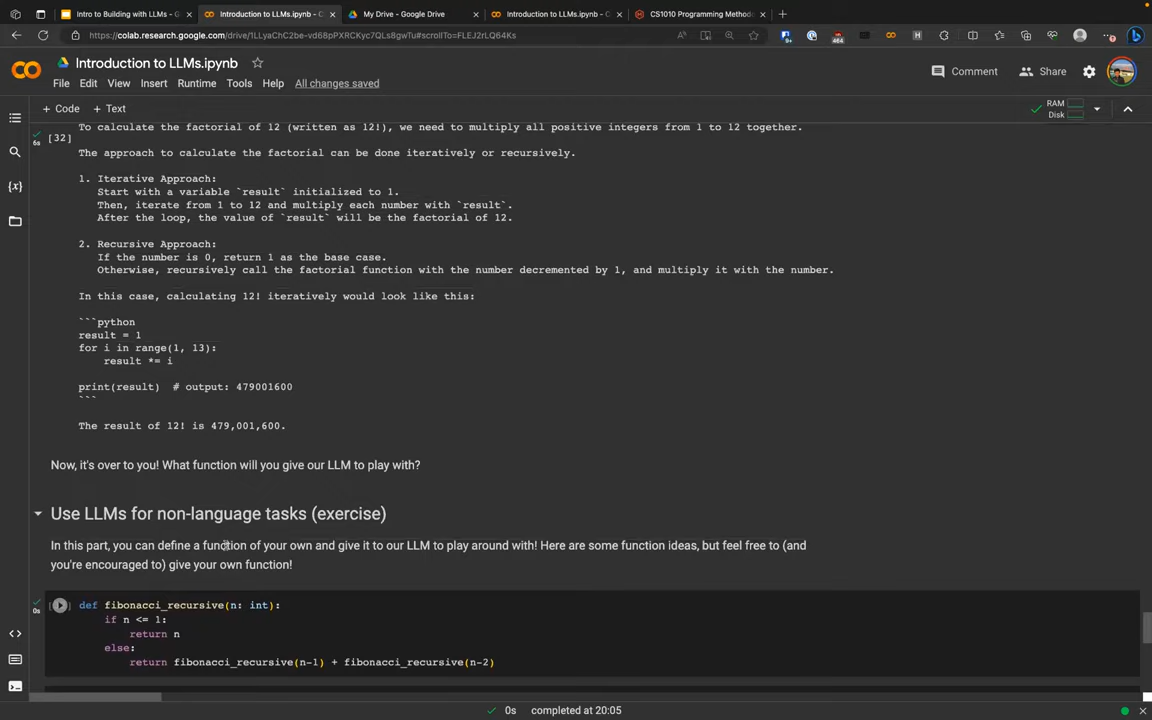 Intro to Building with LLMs - G
Introduction to LLMs.ipynb - C
My Drive - Google Drive
Introduction to LLMs.ipynb - C
CS1010 Programming Method
https://colab.research.google.com/drive/1LLyaChC2be-vd68pPXRCKyc7QLs8gwTu#scrollTo=FLEJ2rLQ64Ks
Introduction to LLMs.ipynb
File Edit View Insert Runtime Tools Help All changes saved
Comment Share
+ Code + Text
RAM
Disk
To calculate the factorial of 12 (written as 12!), we need to multiply all positive integers from 1 to 12 together.
6s [32]
The approach to calculate the factorial can be done iteratively or recursively.
1. Iterative Approach:
Start with a variable `result` initialized to 1.
Then, iterate from 1 to 12 and multiply each number with `result`.
After the loop, the value of `result` will be the factorial of 12.
2. Recursive Approach:
If the number is 0, return 1 as the base case.
Otherwise, recursively call the factorial function with the number decremented by 1, and multiply it with the number.
In this case, calculating 12! iteratively would look like this:
```python
result = 1
for i in range(1, 13):
result *= i
print(result) # output: 479001600
```
The result of 12! is 479,001,600.
Now, it's over to you! What function will you give our LLM to play with?
Use LLMs for non-language tasks (exercise)
In this part, you can define a function of your own and give it to our LLM to play around with! Here are some function ideas, but feel free to (and
you're encouraged to) give your own function!
0s
def fibonacci_recursive(n: int):
if n <= 1:
return n
else:
return fibonacci_recursive(n-1) + fibonacci_recursive(n-2)
0s completed at 20:05